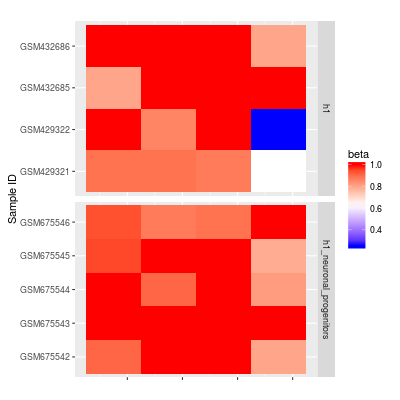 GSM432686
GSM432685
GSM429322
GSM429321
h1
GSM675546
GSM675545
GSM675544
GSM675543
GSM675542
h1_neuronal_progenitors
Sample ID
beta
1.0
0.8
0.6
0.4